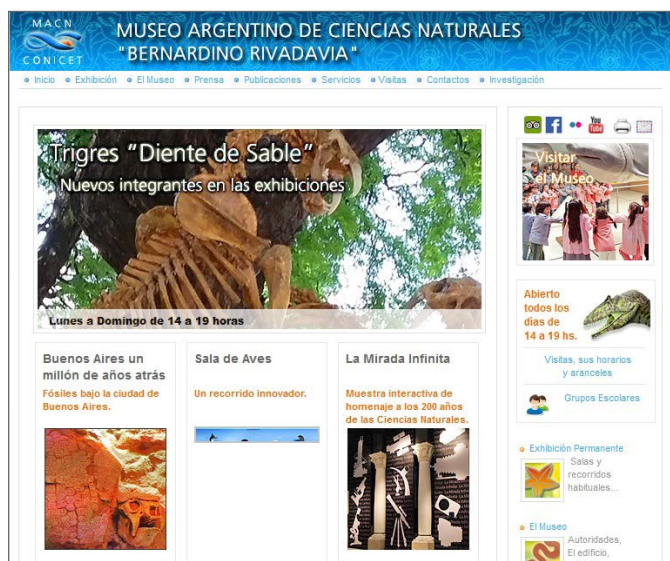 MACN
CONICET
MUSEO ARGENTINO DE CIENCIAS NATURALES
"BERNARDINO RIVADAVIA"
Inicio Exhibición El Museo Prensa Publicaciones Servicios Visitas Contactos Investigación
Trigres "Diente de Sable"
Nuevos integrantes en las exhibiciones
Lunes a Domingo de 14 a 19 horas
Buenos Aires un
millón de años atrás
Fósiles bajo la ciudad de
Buenos Aires.
Sala de Aves
Un recorrido innovador.
La Mirada Infinita
Muestra interactiva de
homenaje a los 200 años
de las Ciencias Naturales.
You
Tube
Visitar
el Museo
Abierto
todos los
dias de
14 a 19 hs.
Visitas, sus horarios
y aranceles
Grupos Escolares
Exhibición Permanente
Salas y
recorridos
habituales...
El Museo
Autoridades,
El edificio,